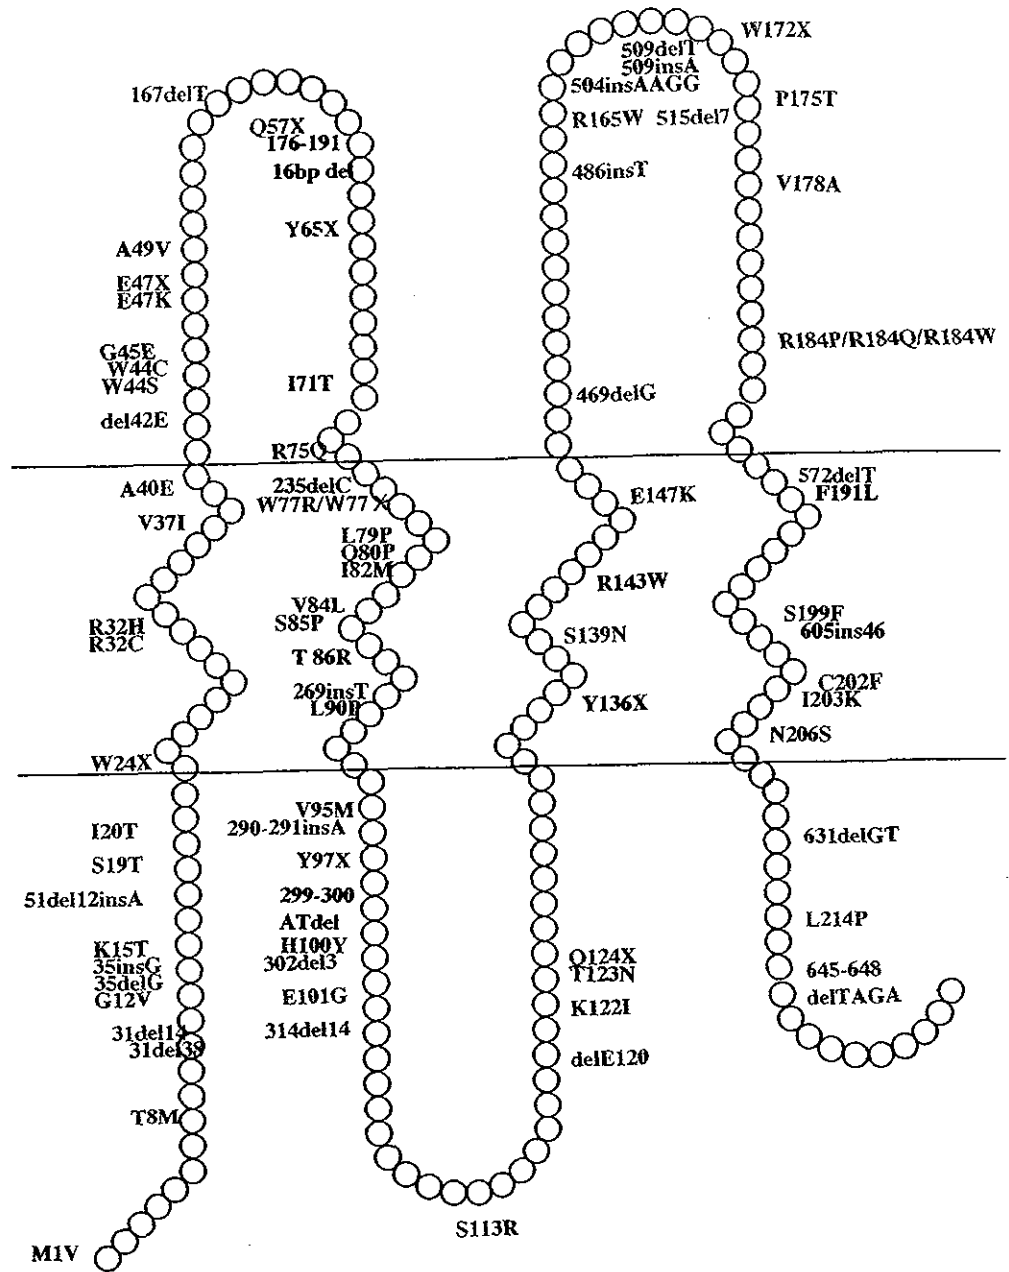 W172X
509delT
509insA
504insAAGG
R165W 515del7
P175T
486insT
V178A
R184P/R184Q/R184W
469delG
167delT
Q57X
176-191
16bp del
Y65X
A49V
E47X
E47K
G45E
W44C
W44S
I71T
del42E
R75Q
A40E
235delC
W77R/W77X
V37I
L79P
Q80P
I82M
V84L
S85P
R32H
R32C
T 86R
269insT
L90P
W24X
E147K
R143W
S139N
Y136X
572delT
F191L
S199F
605ins46
C202F
I203K
N206S
I20T
S19T
51del12insA
K15T
35insG
35delG
G12V
31del14
31del38
T8M
M1V
V95M
290-291insA
Y97X
299-300
ATdel
H100Y
302del3
E101G
314del14
S113R
Q124X
T123N
K122I
delE120
631delGT
L214P
645-648
delTAGA